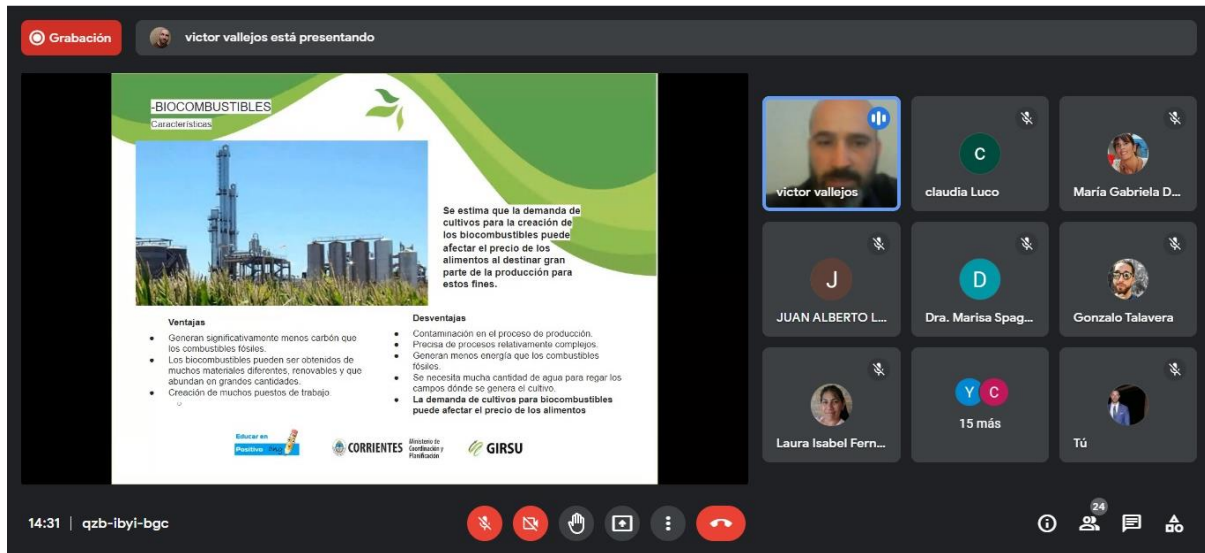 Grabación
victor vallejos está presentando
-BIOCOMBUSTIBLES
Características
Se estima que la demanda de
cultivos para la creación de
los biocombustibles puede
afectar el precio de los
alimentos al destinar gran
parte de la producción para
estos fines.
Ventajas
Generan significativamente menos carbón que
los combustibles fósiles.
Los biocombustibles pueden ser obtenidos de
muchos materiales diferentes, renovables y que
abundan en grandes cantidades.
Creación de muchos puestos de trabajo
Desventajas
Contaminación en el proceso de producción.
Precisa de procesos relativamente complejos.
Generan menos energía que los combustibles
fósiles.
Se necesita mucha cantidad de agua para regar los
campos dónde se genera el cultivo.
La demanda de cultivos para biocombustibles
puede afectar el precio de los alimentos
Educar en
Positivo
CORRIENTES
Ministerio de
Coordinación y
Planificación
GIRSU
victor vallejos
C
claudia Luco
María Gabriela D...
J
JUAN ALBERTO L...
D
Dra. Marisa Spag...
Gonzalo Talavera
Laura Isabel Fern...
Y C
15 más
Tú
14:31 | qzb-ibyi-bgc
24